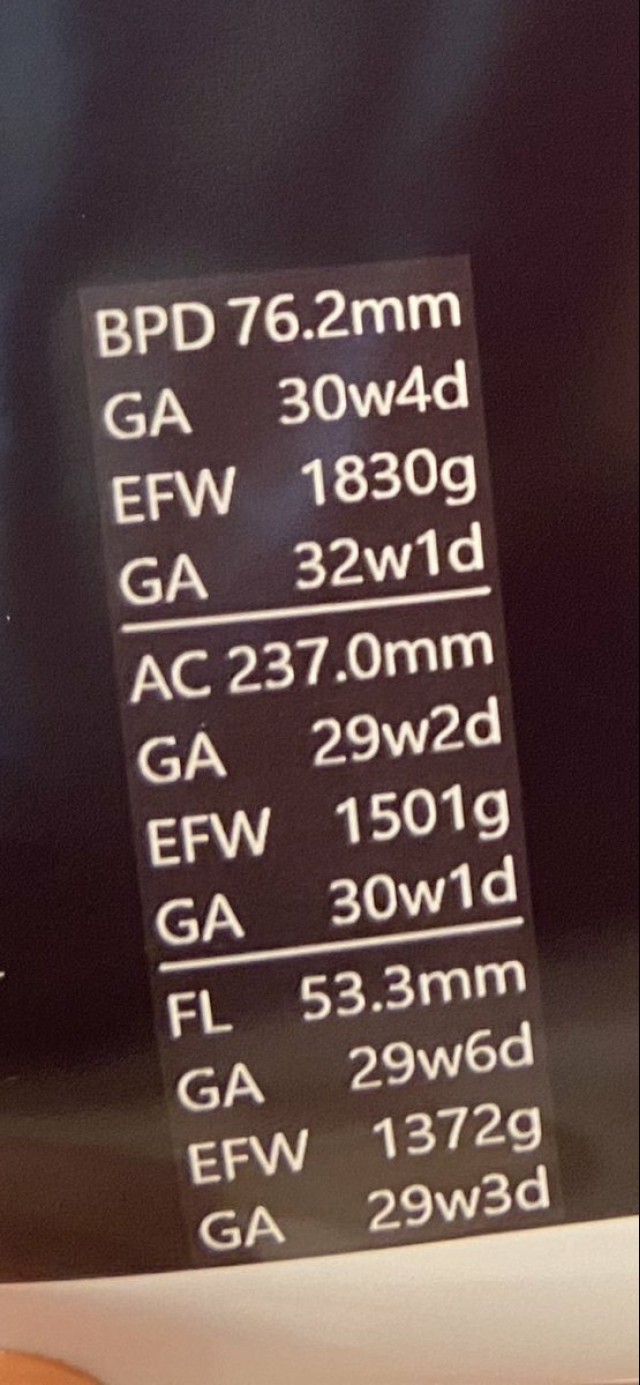 BPD 76.2mm
GA 30w4d
EFW 1830g
GA 32w1d
AC 237.0mm
GA 29w2d
EFW 1501g
GA 30w1d
FL 53.3mm
GA 29w6d
EFW 1372g
GA 29w3d